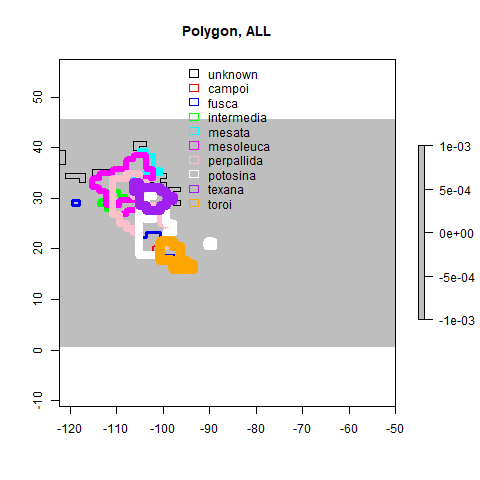 Polygon, ALL
unknown
campoi
fusca
intermedia
mesata
mesoleuca
perpallida
potosina
texana
toroi
50
40
30
20
10
0
-10
-120
-110
-100
-90
-80
-70
-60
-50
1e-03
5e-04
0e+00
-5e-04
-1e-03